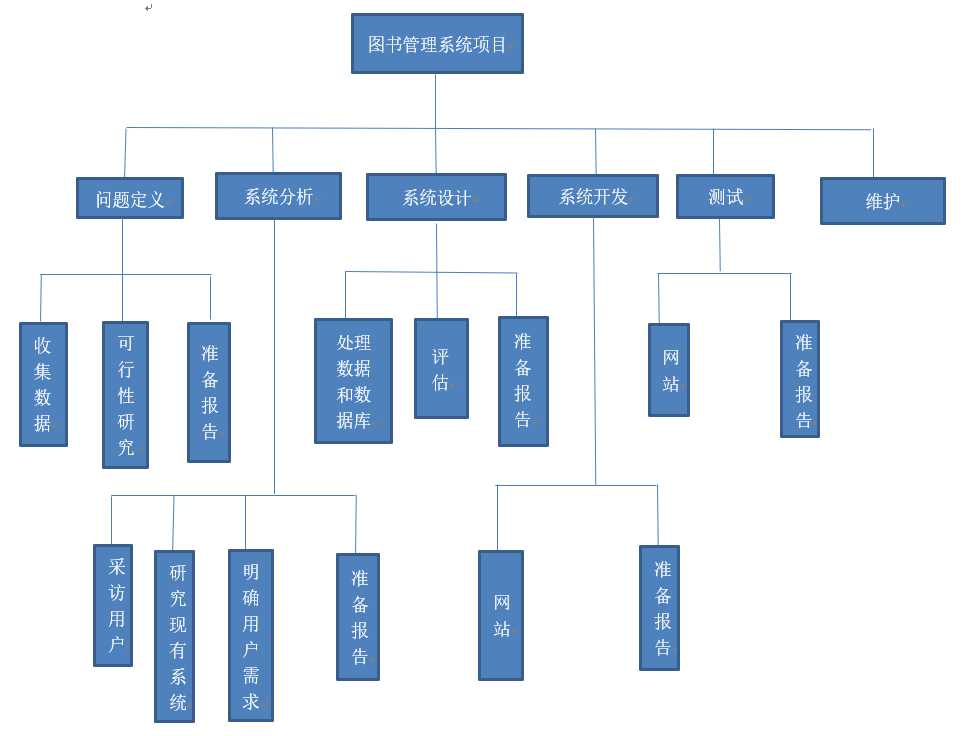 图书管理系统项目
问题定义
系统分析
系统设计
系统开发
测试
维护
收
集
数
据
可
行
性
研
究
准
备
报
告
处理
数据
和数
据库
评
估
准
备
报
告
网
站
准
备
报
告
采
访
用
户
研
究
现
有
系
统
明
确
用
户
需
求
准
备
报
告
网
站
准
备
报
告